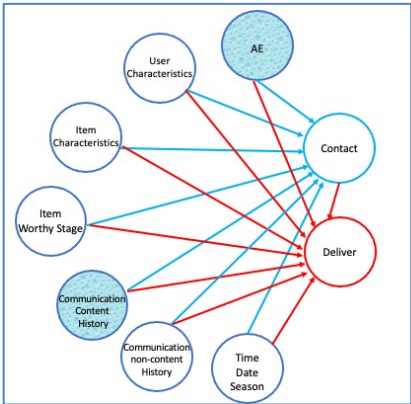 AE
User
Characteristics
Item
Characteristics
Contact
Item
Worthy Stage
Deliver
Communication
Content
History
Communication
non-content
History
Time
Date
Season